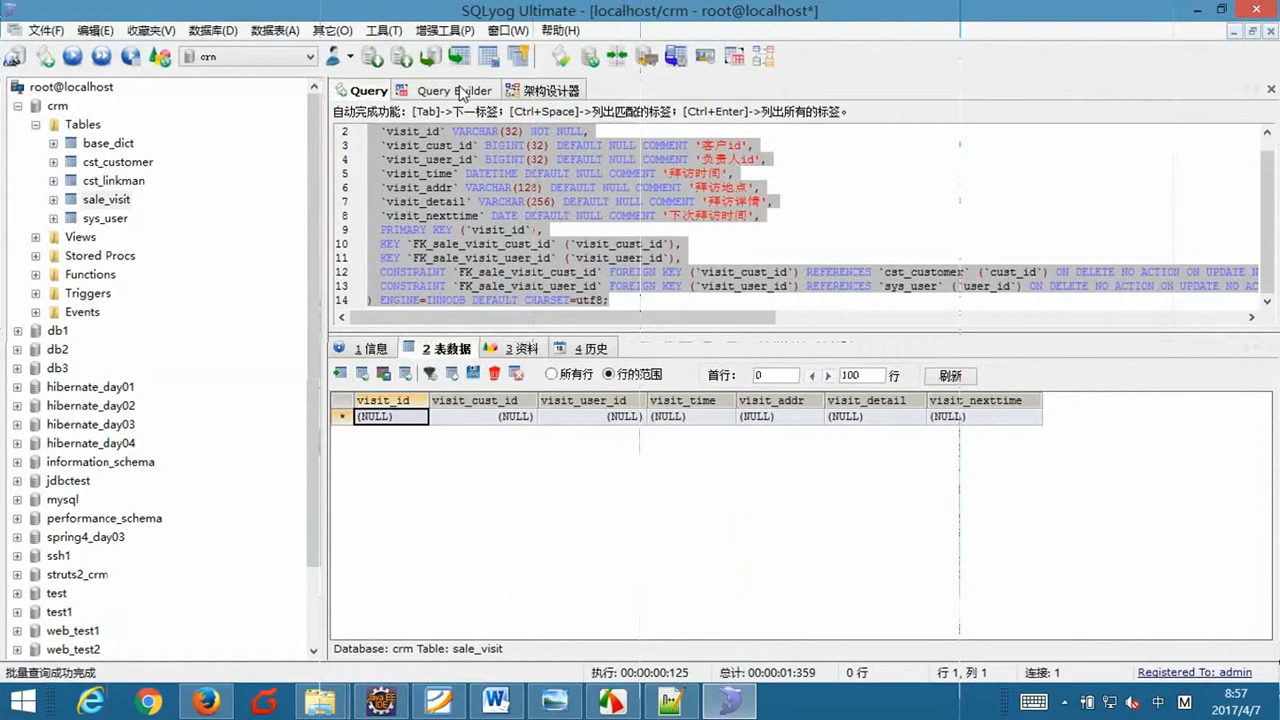 SQLyog Ultimate - [localhost/crm - root@localhost*]
文件(F) 编辑(E) 收藏夹(V) 数据库(D) 数据表(A) 其它(O) 工具(T) 增强工具(P) 窗口(W) 帮助(H)
crm
root@localhost
crm
Tables
base_dict
cst_customer
cst_linkman
sale_visit
sys_user
Views
Stored Procs
Functions
Triggers
Events
db1
db2
db3
hibernate_day01
hibernate_day02
hibernate_day03
hibernate_day04
information_schema
jdbctest
mysql
performance_schema
spring4_day03
ssh1
struts2_crm
test
test1
web_test1
web_test2
Query Query Builder 架构设计器
自动完成功能: [Tab]->下一标签; [Ctrl+Space]->列出匹配的标签; [Ctrl+Enter]->列出所有的标签。
2 `visit_id` VARCHAR(32) NOT NULL,
3 `visit_cust_id` BIGINT(32) DEFAULT NULL COMMENT '客户id',
4 `visit_user_id` BIGINT(32) DEFAULT NULL COMMENT '负责人id',
5 `visit_time` DATETIME DEFAULT NULL COMMENT '拜访时间',
6 `visit_addr` VARCHAR(128) DEFAULT NULL COMMENT '拜访地点',
7 `visit_detail` VARCHAR(256) DEFAULT NULL COMMENT '拜访详情',
8 `visit_nexttime` DATE DEFAULT NULL COMMENT '下次拜访时间',
9 PRIMARY KEY (`visit_id`),
10 KEY `FK_sale_visit_cust_id` (`visit_cust_id`),
11 KEY `FK_sale_visit_user_id` (`visit_user_id`),
12 CONSTRAINT `FK_sale_visit_cust_id` FOREIGN KEY (`visit_cust_id`) REFERENCES `cst_customer` (`cust_id`) ON DELETE NO ACTION ON UPDATE N
13 CONSTRAINT `FK_sale_visit_user_id` FOREIGN KEY (`visit_user_id`) REFERENCES `sys_user` (`user_id`) ON DELETE NO ACTION ON UPDATE NO AC
14 ) ENGINE=INNODB DEFAULT CHARSET=utf8;
1 信息 2 表数据 3 资料 4 历史
所有行 行的范围 首行: 0 100 行 刷新
visit_id visit_cust_id visit_user_id visit_time visit_addr visit_detail visit_nexttime
* (NULL) (NULL) (NULL) (NULL) (NULL) (NULL) (NULL)
Database: crm Table: sale_visit
批量查询成功完成 执行: 00:00:00:125 总计: 00:00:01:359 0 行 行 1, 列 1 连接: 1 Registered To: admin
中 M 8:57
2017/4/7